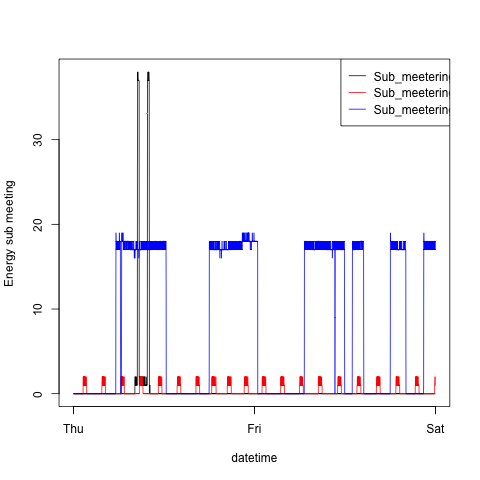 Sub_meetering
Sub_meetering
Sub_meetering
Energy sub meeting
0
10
20
30
Thu
Fri
Sat
datetime